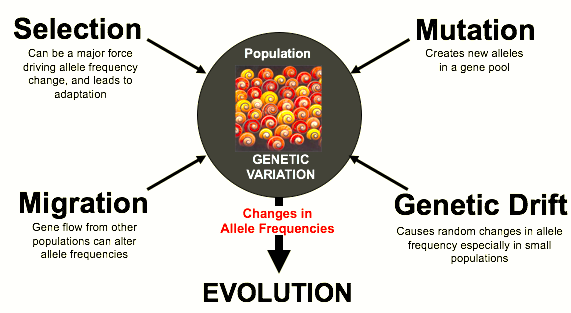 Selection
Can be a major force
driving allele frequency
change, and leads to
adaptation
Population
GENETIC
VARIATION
Mutation
Creates new alleles
in a gene pool
Migration
Gene flow from other
populations can alter
allele frequencies
Genetic Drift
Causes random changes in allele
frequency especially in small
populations
Changes in
Allele Frequencies
EVOLUTION